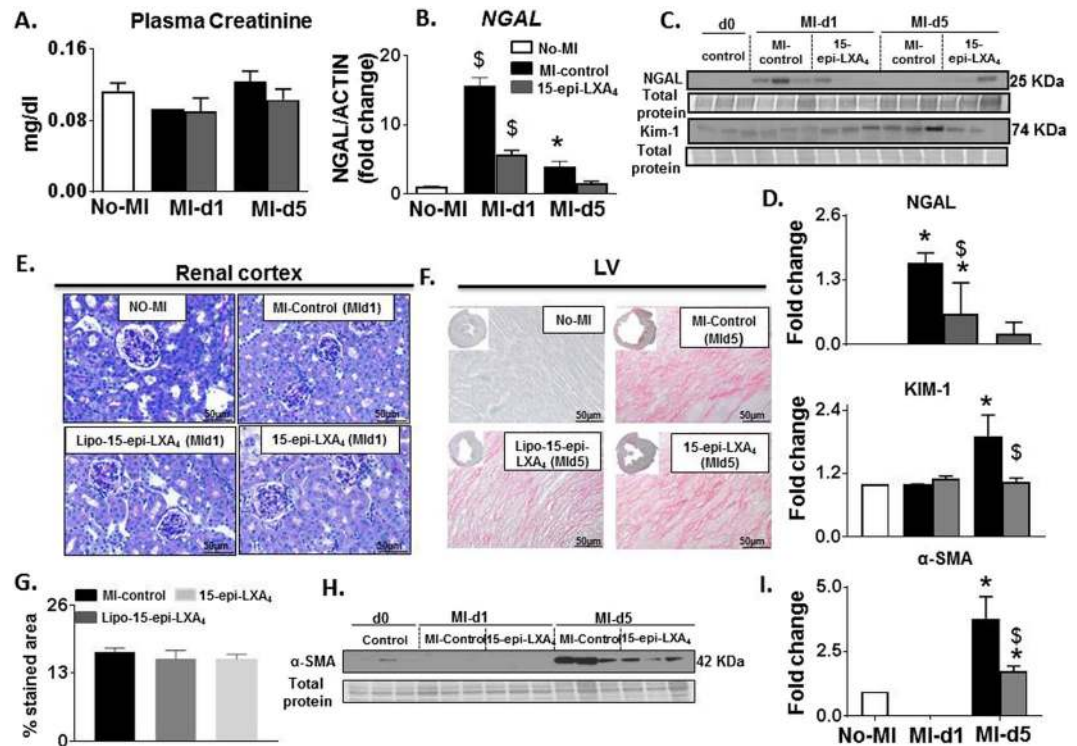 A.
Plasma Creatinine
mg/dl
0.16
0.08
0.00
No-MI MI-d1 MI-d5
B.
NGAL
NGAL/ACTIN
(fold change)
20
15
10
5
0
$
$
*
No-MI
MI-control
15-epi-LXA₄
No-MI MI-d1 MI-d5
C.
d0 MI-d1 MI-d5
control
MI-control
15-epi-LXA₄
MI-control
15-epi-LXA₄
NGAL 25 KDa
Total protein
Kim-1 74 KDa
Total protein
D.
NGAL
Fold change
2.6
1.3
0.0
*
$
*
KIM-1
Fold change
2.4
1.2
0.0
*
$
E.
Renal cortex
NO-MI
50µm
MI-Control (MId1)
50µm
Lipo-15-epi-LXA₄ (MId1)
50µm
15-epi-LXA₄ (MId1)
50µm
F.
LV
No-MI
50µm
MI-Control
(MId5)
50µm
Lipo-15-epi-
LXA₄ (MId5)
50µm
15-epi-LXA₄
(MId5)
50µm
G.
MI-control
15-epi-LXA₄
Lipo-15-epi-LXA₄
% stained area
26
13
0
H.
d0 MI-d1 MI-d5
Control MI-Control 15-epi-LXA₄ MI-Control 15-epi-LXA₄
α-SMA 42 KDa
Total
protein
I.
α-SMA
Fold change
5.0
2.5
0.0
*
$
*
No-MI MI-d1 MI-d5